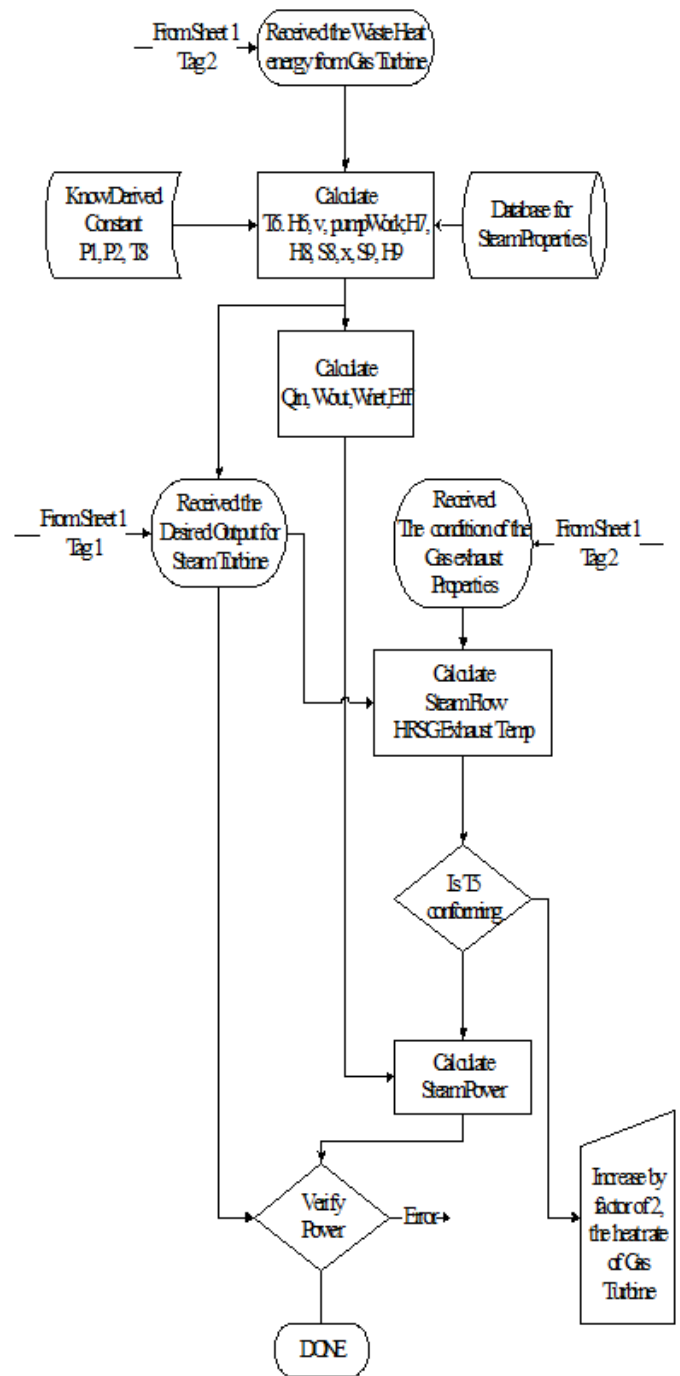 From Sheet 1
Tag 2
Received the Waste Heat
energy from Gas Turbine
Know Derived
Constant
P1, P2, T8
Calculate
T6. H6, v, pumpWork,H7,
H8, S8, x, S9, H9
Database for
Steam Properties
Calculate
Qin, Wout, Wnet,Eff
From Sheet 1
Tag 1
Received the
Desired Output for
Steam Turbine
Received
The condition of the
Gas exhaust
Properties
From Sheet 1
Tag 2
Calculate
Steam Flow
HRSG Exhaust Temp
Is T5
conforming
Calculate
Steam Power
Verify
Power
Error
Increase by
factor of 2,
the heat rate
of Gas
Turbine
DONE